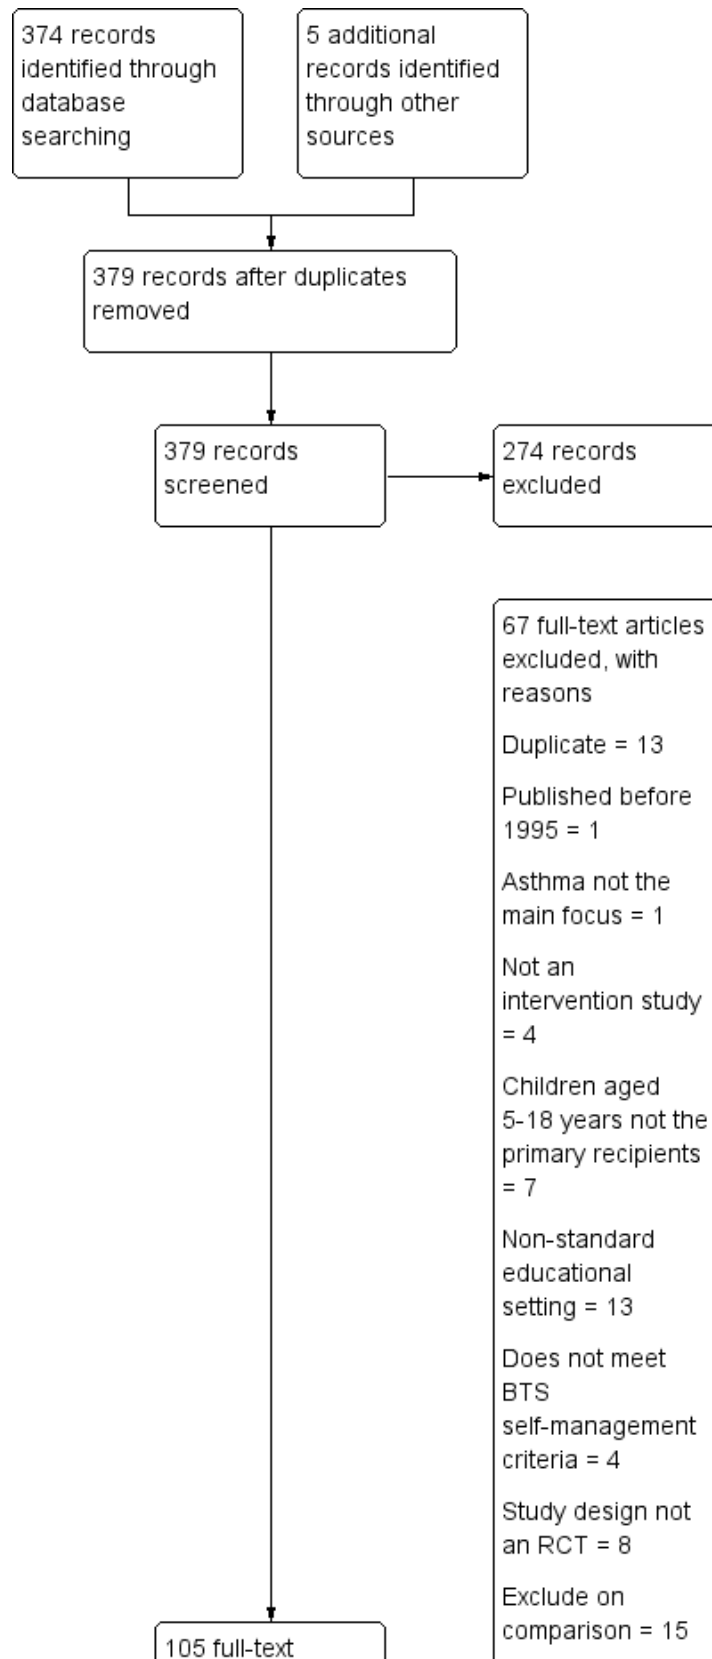 374 records
identified through
database
searching
5 additional
records identified
through other
sources
379 records after duplicates
removed
379 records
screened
274 records
excluded
67 full-text articles
excluded, with
reasons
Duplicate = 13
Published before
1995 = 1
Asthma not the
main focus = 1
Not an
intervention study
= 4
Children aged
5-18 years not the
primary recipients
= 7
Non-standard
educational
setting = 13
Does not meet
BTS
self-management
criteria = 4
Study design not
an RCT = 8
Exclude on
comparison = 15
105 full-text